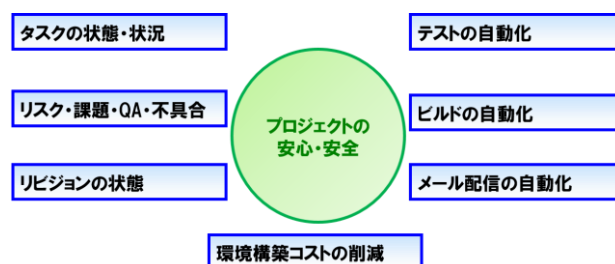 タスクの状態・状況
リスク・課題・QA・不具合
リビジョンの状態
プロジェクトの
安心・安全
テストの自動化
ビルドの自動化
メール配信の自動化
環境構築コストの削減